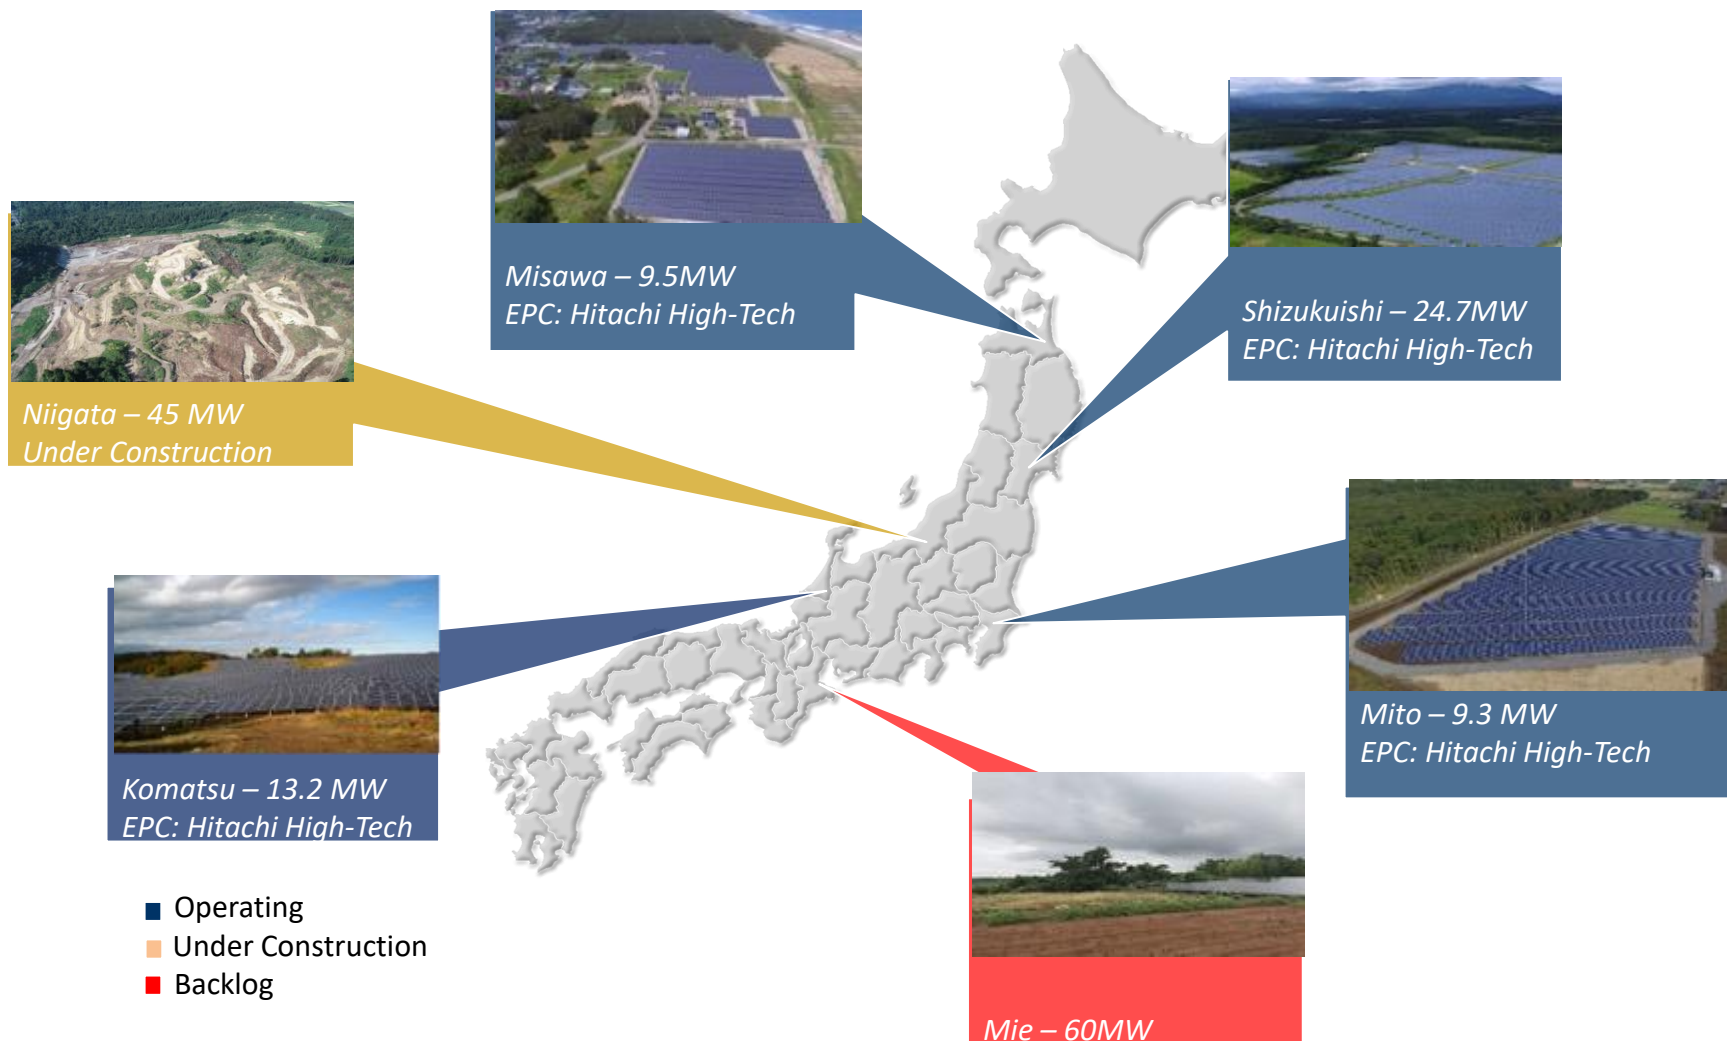 Misawa – 9.5MW
EPC: Hitachi High-Tech
Shizukuishi – 24.7MW
EPC: Hitachi High-Tech
Niigata – 45 MW
Under Construction
Mito – 9.3 MW
EPC: Hitachi High-Tech
Komatsu – 13.2 MW
EPC: Hitachi High-Tech
Mie – 60MW
Operating
Under Construction
Backlog